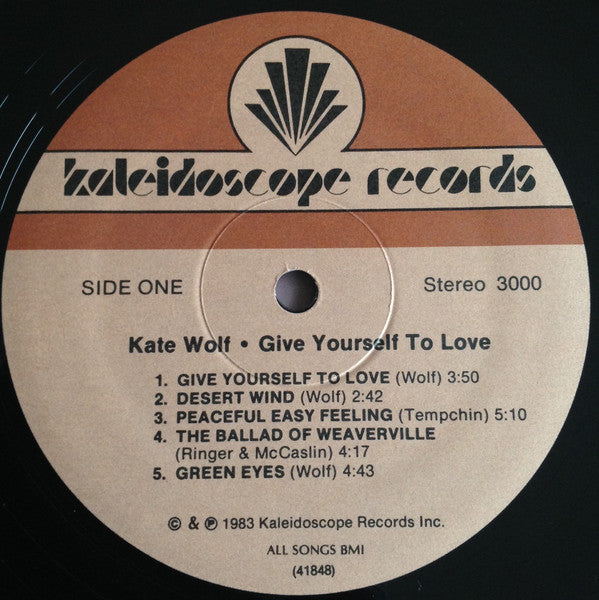 kaleidoscope records
SIDE ONE
Stereo 3000
Kate Wolf • Give Yourself To Love
1. GIVE YOURSELF TO LOVE (Wolf) 3:50
2. DESERT WIND (Wolf) 2:42
3. PEACEFUL EASY FEELING (Tempchin) 5:10
4. THE BALLAD OF WEAVERVILLE
(Ringer & McCaslin) 4:17
5. GREEN EYES (Wolf) 4:43
© & ℗ 1983 Kaleidoscope Records Inc.
ALL SONGS BMI
(41848)